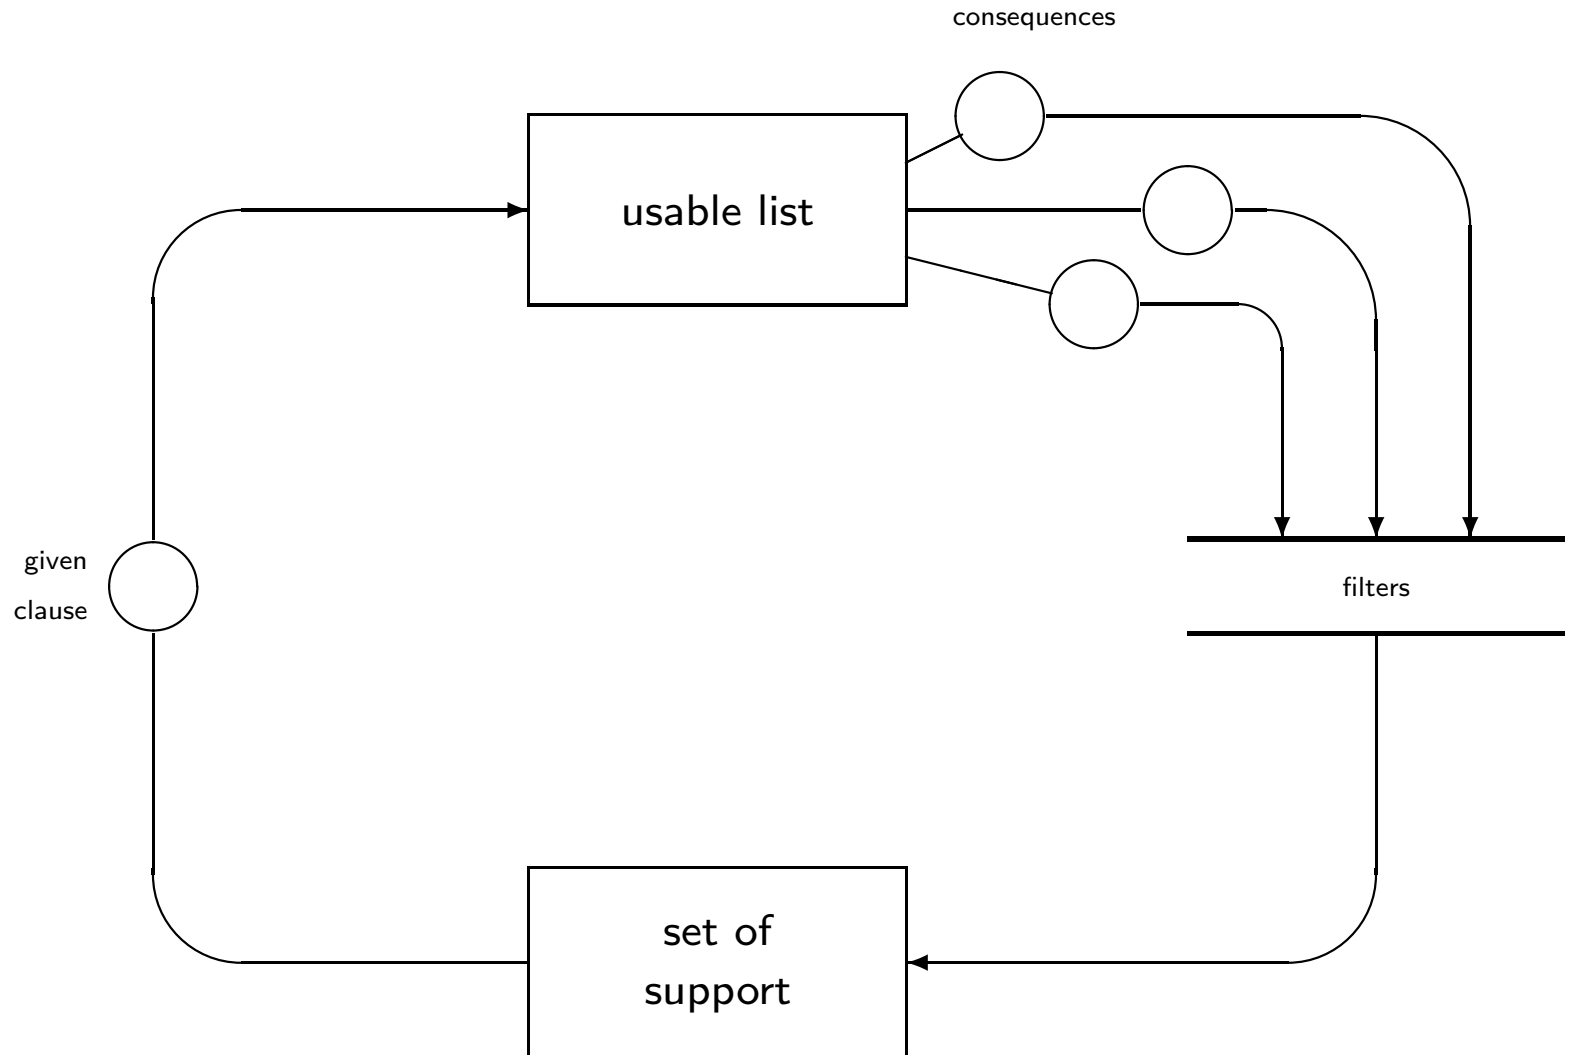 consequences
usable list
given
clause
filters
set of
support